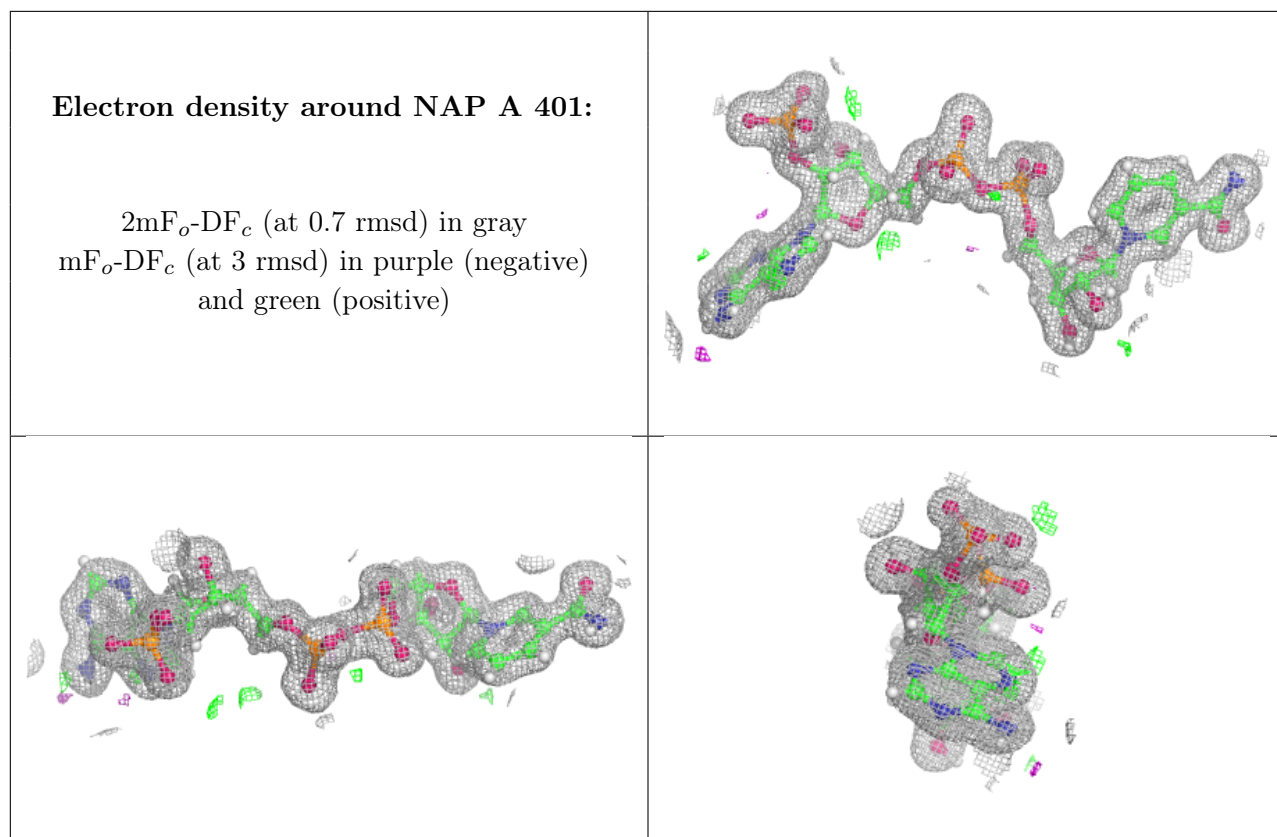 Electron density around NAP A 401:
2mFo-DFc (at 0.7 rmsd) in gray
mFo-DFc (at 3 rmsd) in purple (negative)
and green (positive)